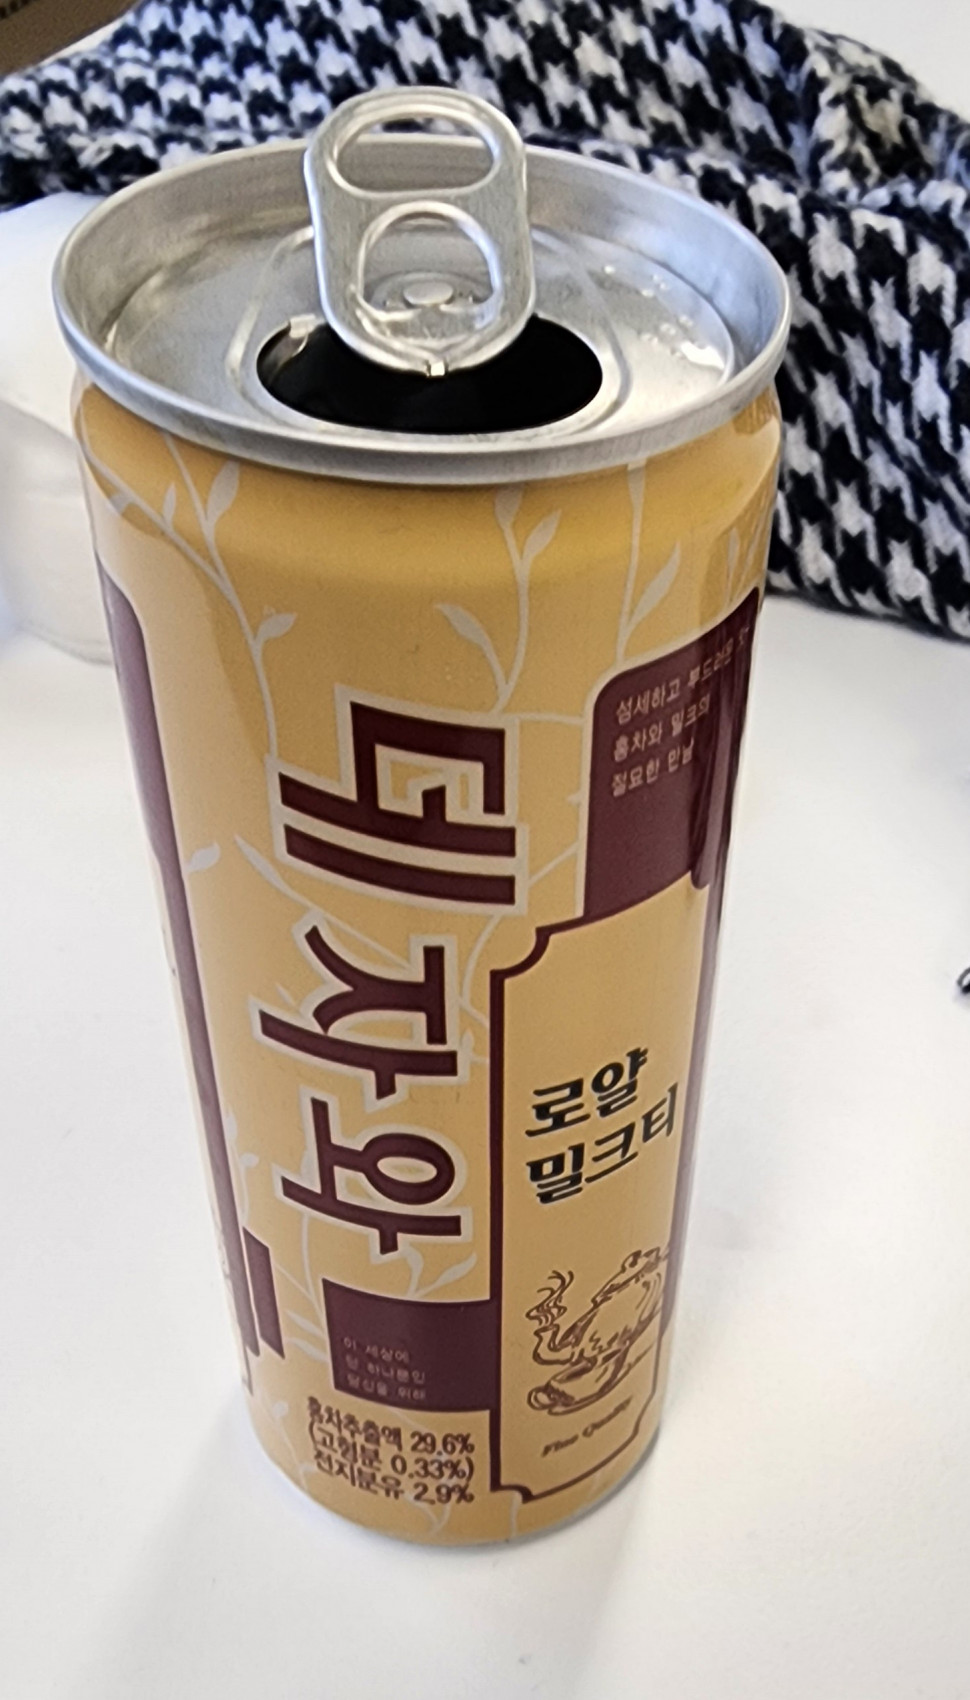 데자와
섬세하고 부드러운
홍차와 밀크의
절묘한 만남
로얄
밀크티
이 세상에
단 하나뿐인
당신을 위해
홍차추출액 29.6%
(고형분 0.33%)
전지분유 2.9%
Fine Quality